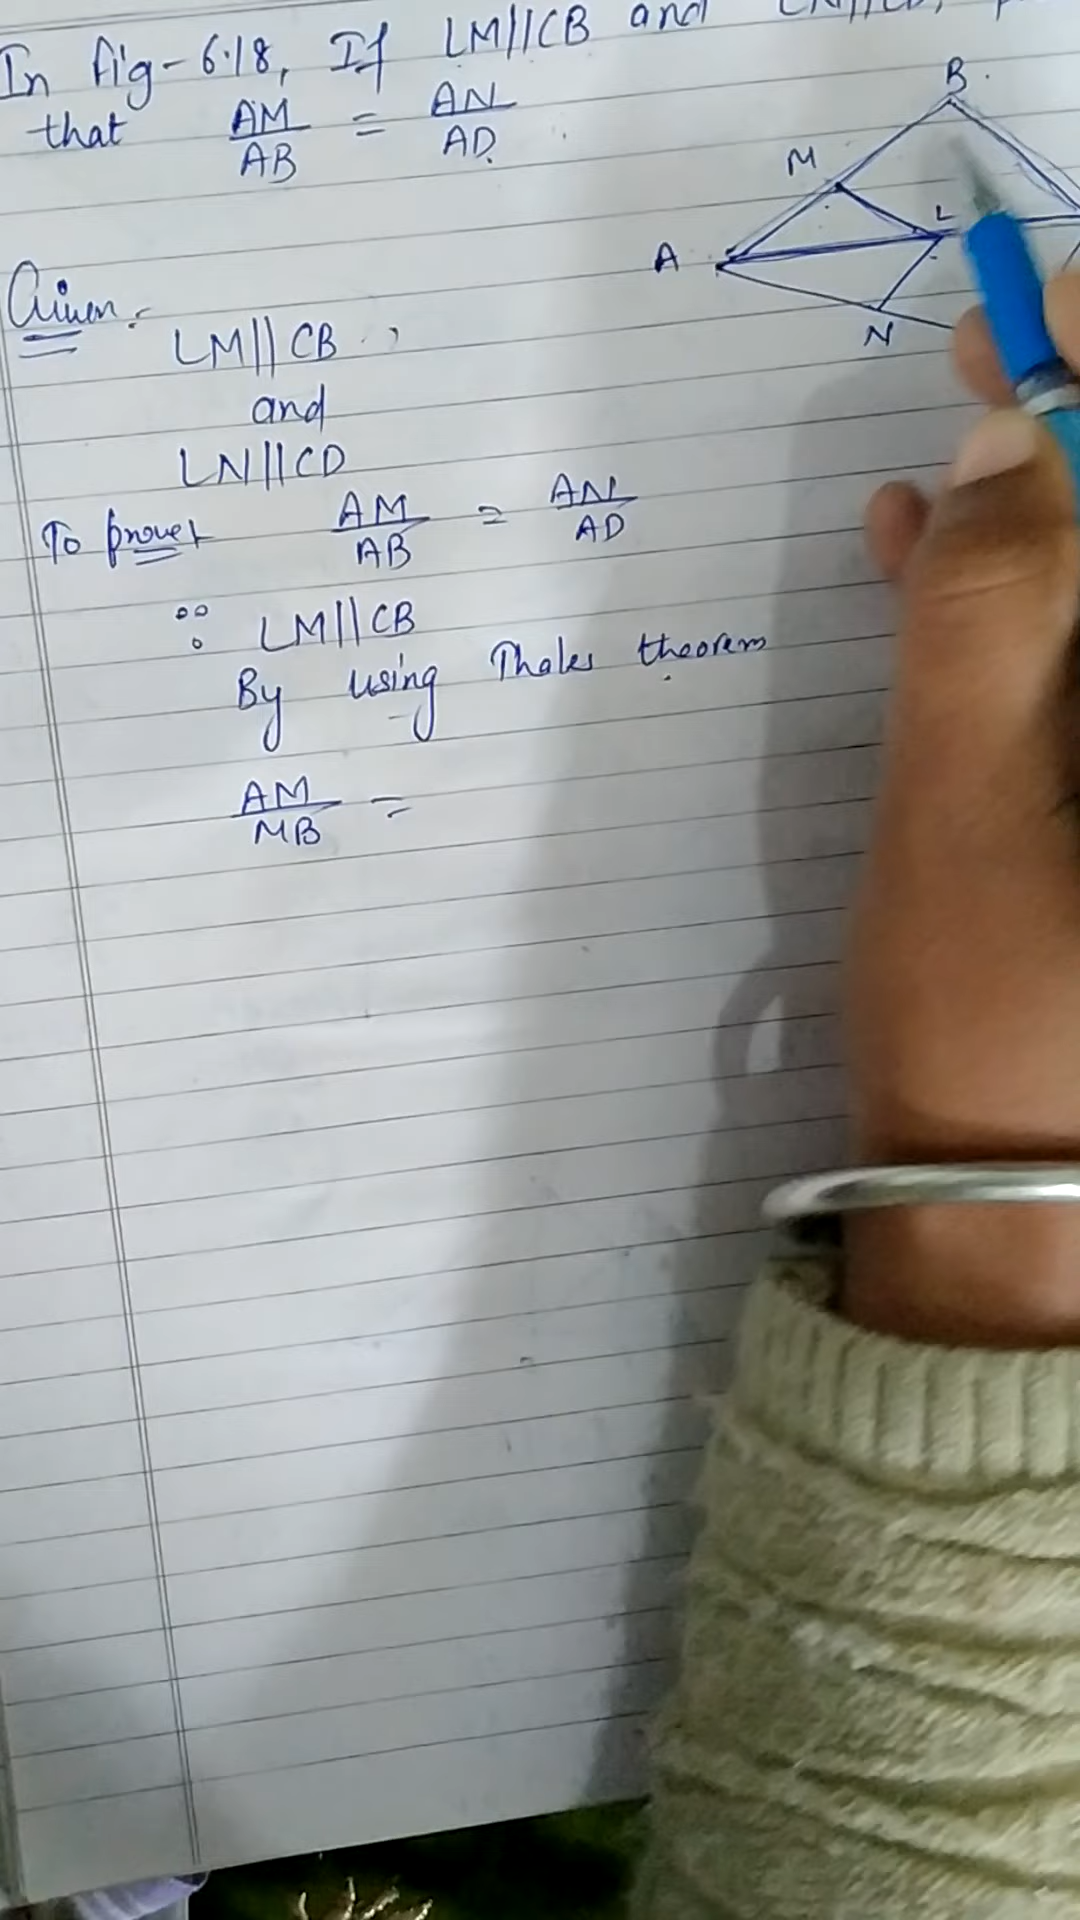 In fig-6.18, If LM||CB and
that AM/AB = AN/AD.
B
M
L
A
N
Given:-
LM||CB,
and
LN||CD
To prove+ AM/AB = AN/AD
∵ LM||CB
By using Thales theorem
AM/MB =